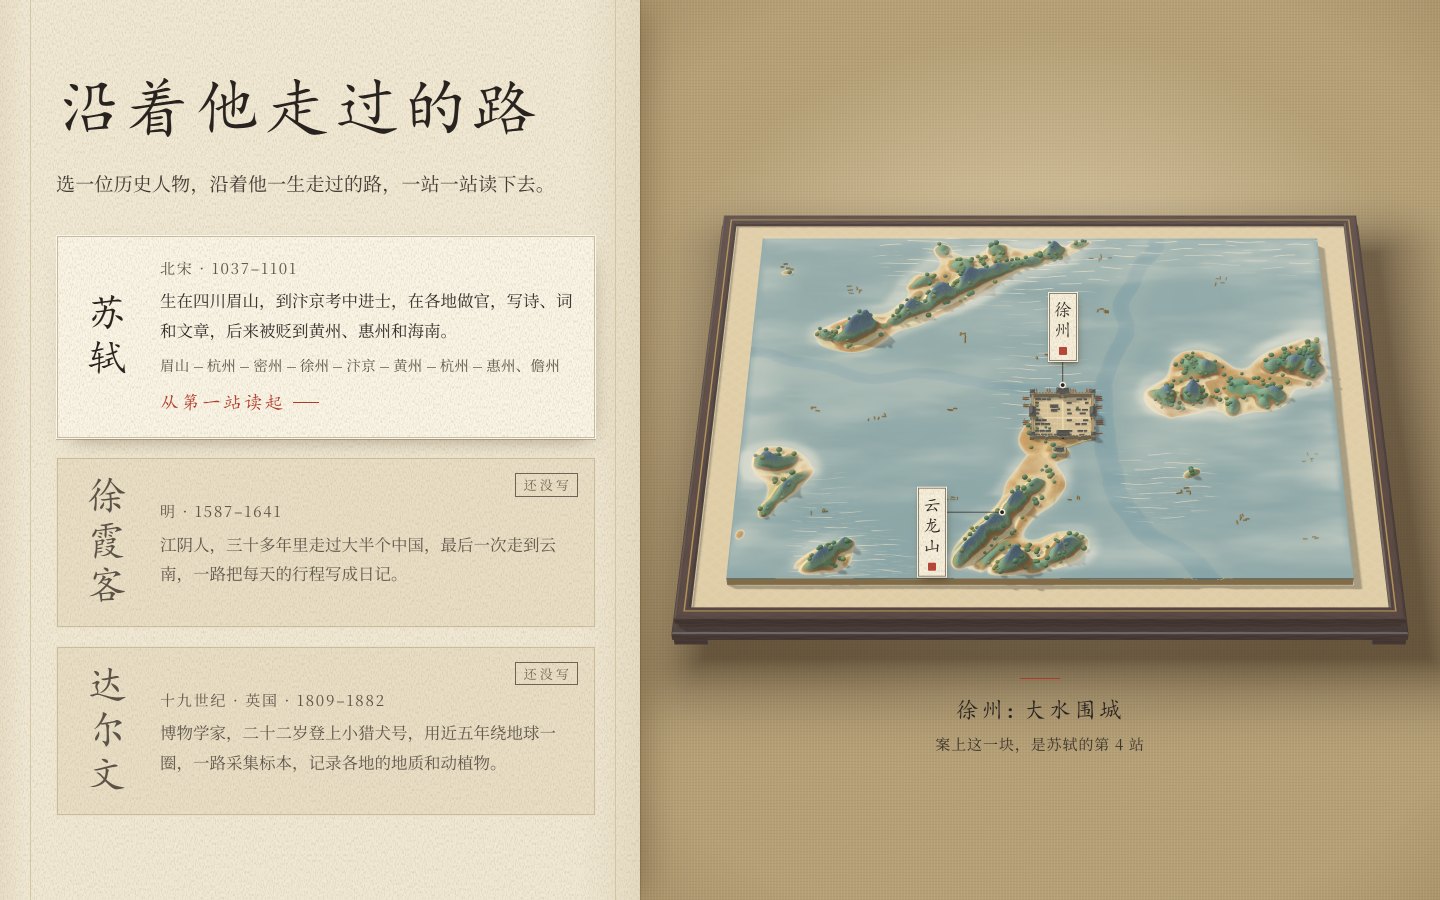 沿着他走过的路
选一位历史人物，沿着他一生走过的路，一站一站读下去。
苏轼
北宋 · 1037–1101
生在四川眉山，到汴京考中进士，在各地做官，写诗、词
和文章，后来被贬到黄州、惠州和海南。
眉山 – 杭州 – 密州 – 徐州 – 汴京 – 黄州 – 杭州 – 惠州、儋州
从第一站读起
徐霞客
还没写
明 · 1587–1641
江阴人，三十多年里走过大半个中国，最后一次走到云
南，一路把每天的行程写成日记。
达尔文
还没写
十九世纪 · 英国 · 1809–1882
博物学家，二十二岁登上小猎犬号，用近五年绕地球一
圈，一路采集标本，记录各地的地质和动植物。
徐州
云龙山
徐州：大水围城
案上这一块，是苏轼的第 4 站